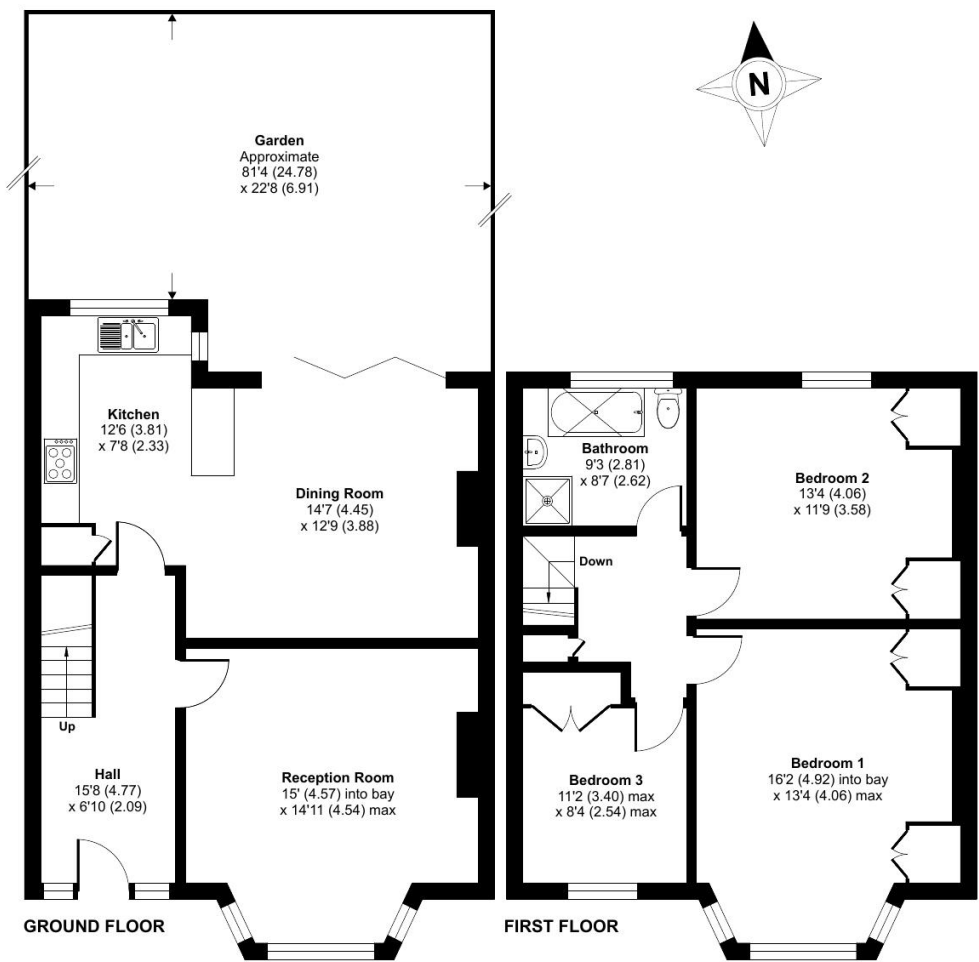 N
Garden
Approximate
81'4 (24.78)
x 22'8 (6.91)
Kitchen
12'6 (3.81)
x 7'8 (2.33)
Dining Room
14'7 (4.45)
x 12'9 (3.88)
Up
Hall
15'8 (4.77)
x 6'10 (2.09)
Reception Room
15' (4.57) into bay
x 14'11 (4.54) max
GROUND FLOOR
Bathroom
9'3 (2.81)
x 8'7 (2.62)
Bedroom 2
13'4 (4.06)
x 11'9 (3.58)
Down
Bedroom 3
11'2 (3.40) max
x 8'4 (2.54) max
Bedroom 1
16'2 (4.92) into bay
x 13'4 (4.06) max
FIRST FLOOR